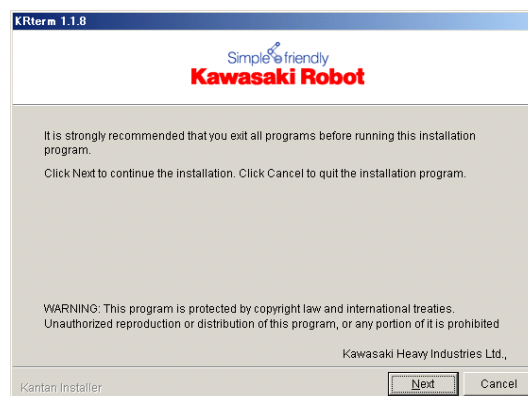 KRterm 1.1.8
Simple & friendly
Kawasaki Robot
It is strongly recommended that you exit all programs before running this installation
program.
Click Next to continue the installation. Click Cancel to quit the installation program.
WARNING: This program is protected by copyright law and international treaties.
Unauthorized reproduction or distribution of this program, or any portion of it is prohibited
Kawasaki Heavy Industries Ltd.,
Kantan Installer
Next
Cancel